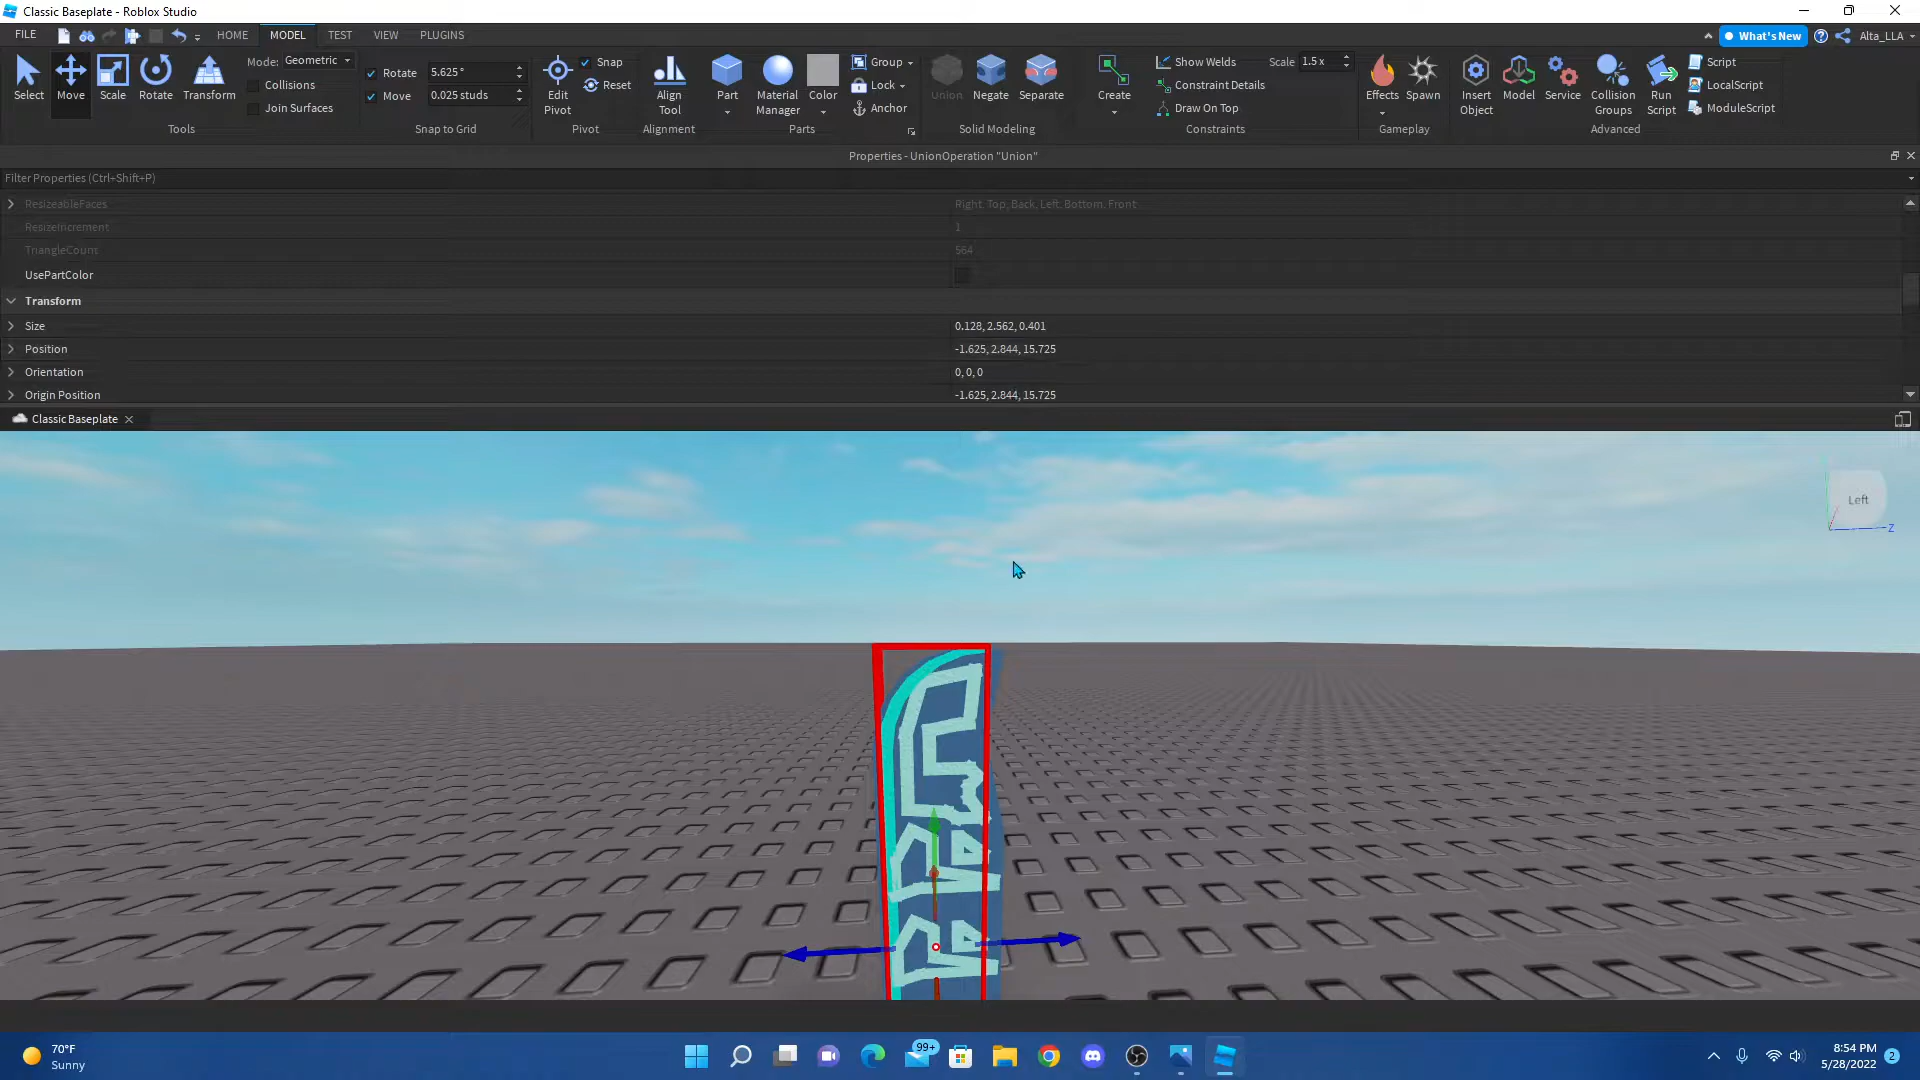 Classic Baseplate - Roblox Studio
FILE HOME MODEL TEST VIEW PLUGINS What's New Alta_LLA
Select Move Scale Rotate Transform
Mode: Geometric
Collisions
Join Surfaces
Tools
Rotate 5.625 °
Move 0.025 studs
Snap to Grid
Edit Pivot
Snap
Reset
Pivot
Align Tool
Alignment
Part Material Manager Color
Group
Lock
Anchor
Parts
Union Negate Separate
Solid Modeling
Create
Show Welds Scale 1.5 x
Constraint Details
Draw On Top
Constraints
Effects Spawn
Gameplay
Insert Object Model Service Collision Groups Run Script
Script
LocalScript
ModuleScript
Advanced
Properties - UnionOperation "Union"
Filter Properties (Ctrl+Shift+P)
ResizeableFaces Right, Top, Back, Left, Bottom, Front
ResizeIncrement 1
TriangleCount 564
UsePartColor
Transform
Size 0.128, 2.562, 0.401
Position -1.625, 2.844, 15.725
Orientation 0, 0, 0
Origin Position -1.625, 2.844, 15.725
Classic Baseplate
Left
Z
70°F
Sunny
99+
8:54 PM
5/28/2022
2